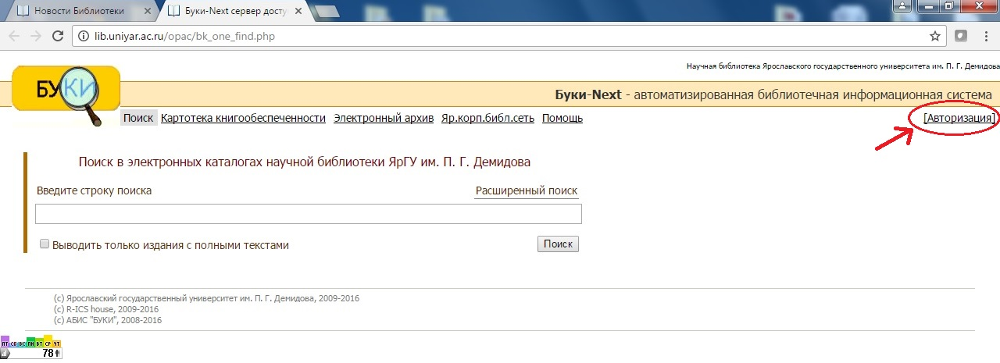 Новости Библиотеки
Буки-Next сервер досту
lib.uniyar.ac.ru/opac/bk_one_find.php
Научная библиотека Ярославского государственного университета им. П. Г. Демидова
БУКИ
Буки-Next - автоматизированная библиотечная информационная система
Поиск Картотека книгообеспеченности Электронный архив Яр.корп.библ.сеть Помощь [Авторизация]
Поиск в электронных каталогах научной библиотеки ЯрГУ им. П. Г. Демидова
Введите строку поиска Расширенный поиск
Выводить только издания с полными текстами Поиск
(c) Ярославский государственный университет им. П. Г. Демидова, 2009-2016
(c) R-ICS house, 2009-2016
(c) АБИС "БУКИ", 2008-2016
ПТ СБ ВС ПН ВТ СР ЧТ
78